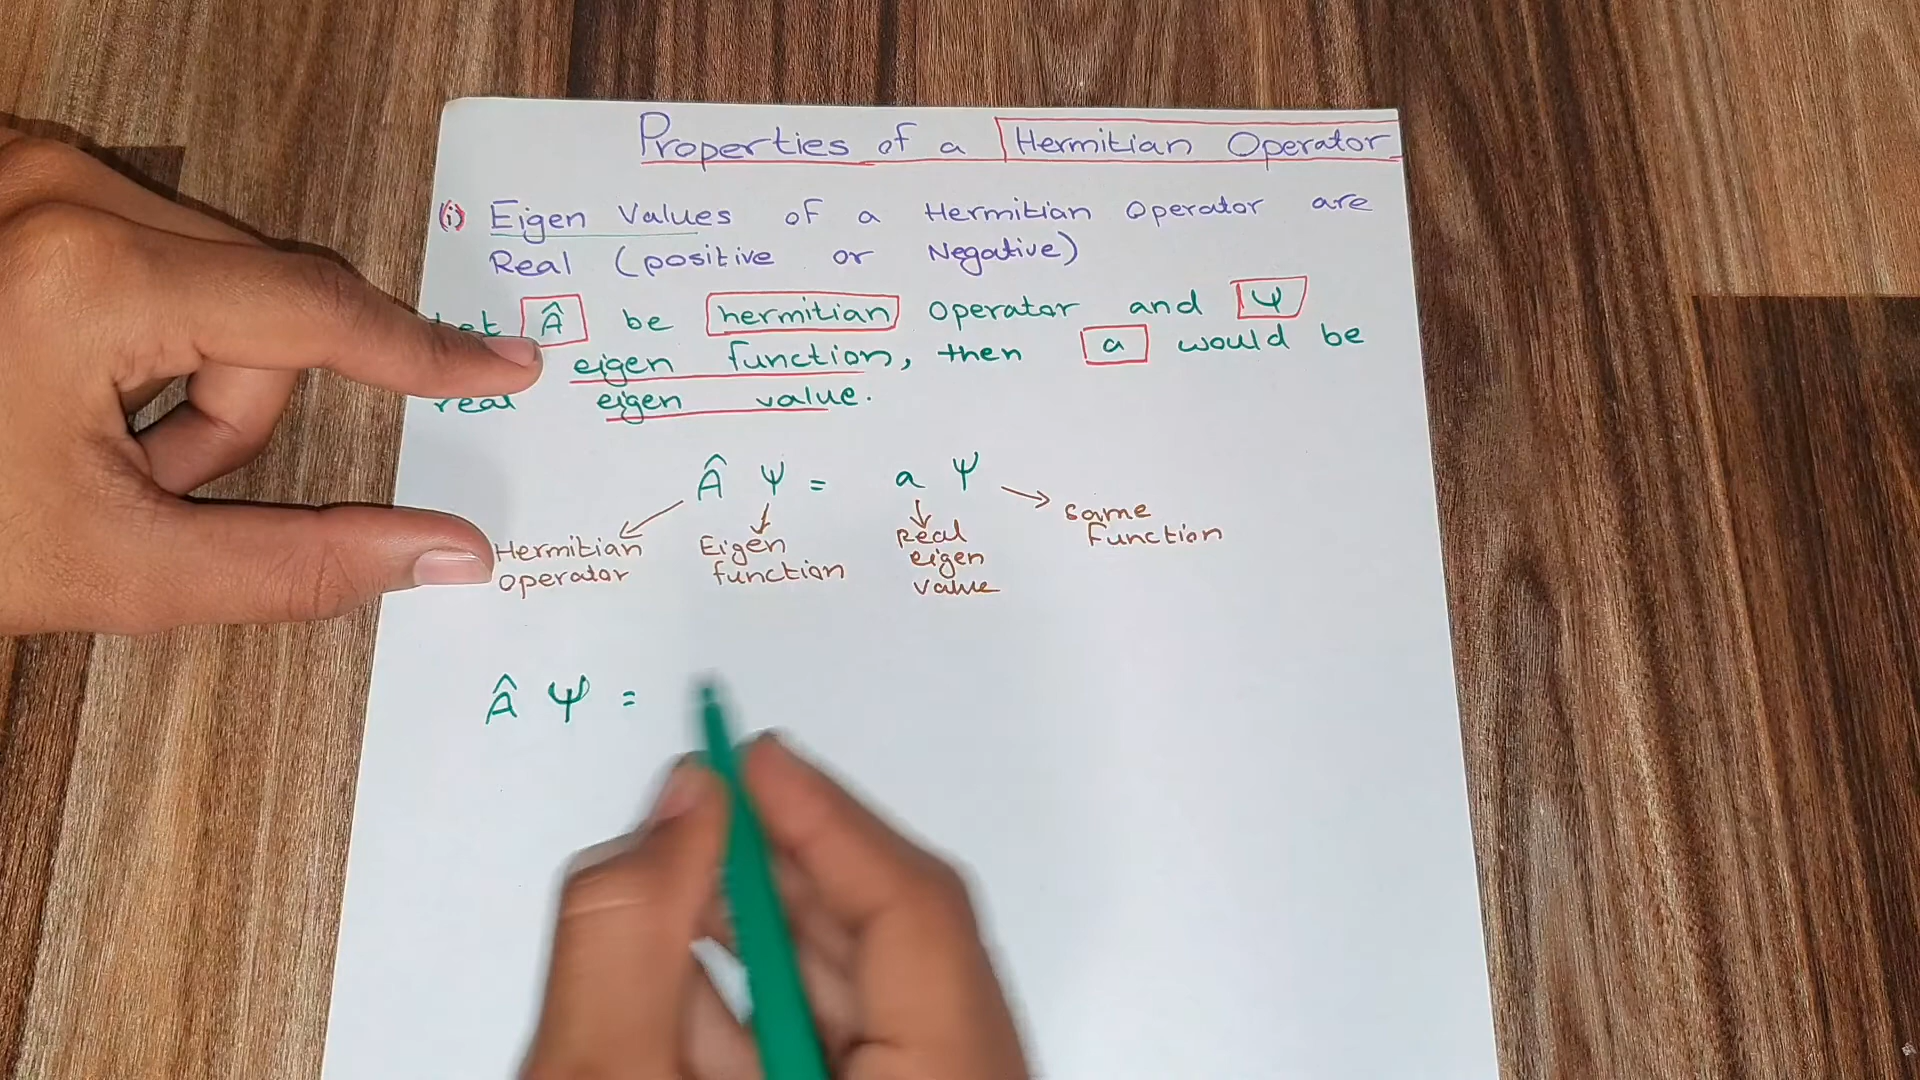 Properties of a Hermitian Operator
(i) Eigen Values of a Hermitian Operator are
Real (positive or Negative)
Let Â be hermitian operator and Ψ
eigen function, then a would be
real eigen value.
Â Ψ = a Ψ
Hermitian operator
Eigen function
Real eigen value
Same Function
Â Ψ =